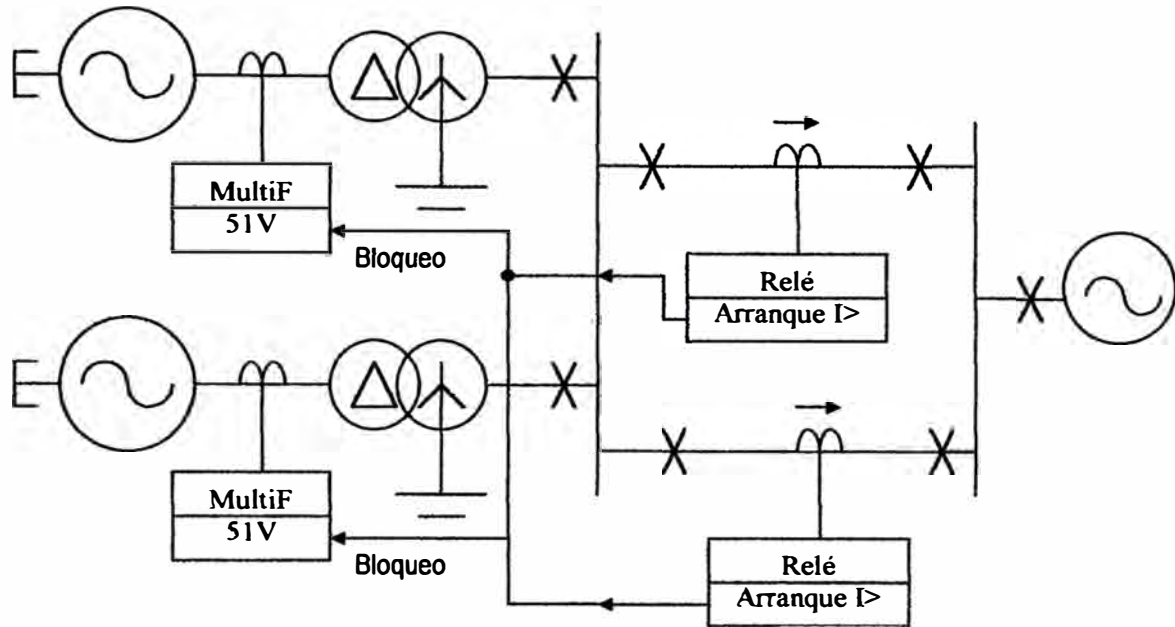 MultiF
51V
Bloqueo
Relé
Arranque I>
MultiF
51V
Bloqueo
Relé
Arranque I>